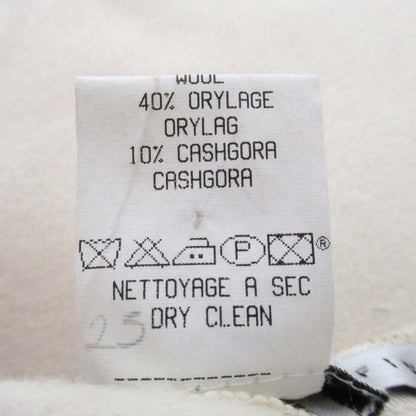 WOOL
40% ORYLAGE
ORYLAG
10% CASHGORA
CASHGORA
P ®
NETTOYAGE A SEC
25 DRY CLEAN